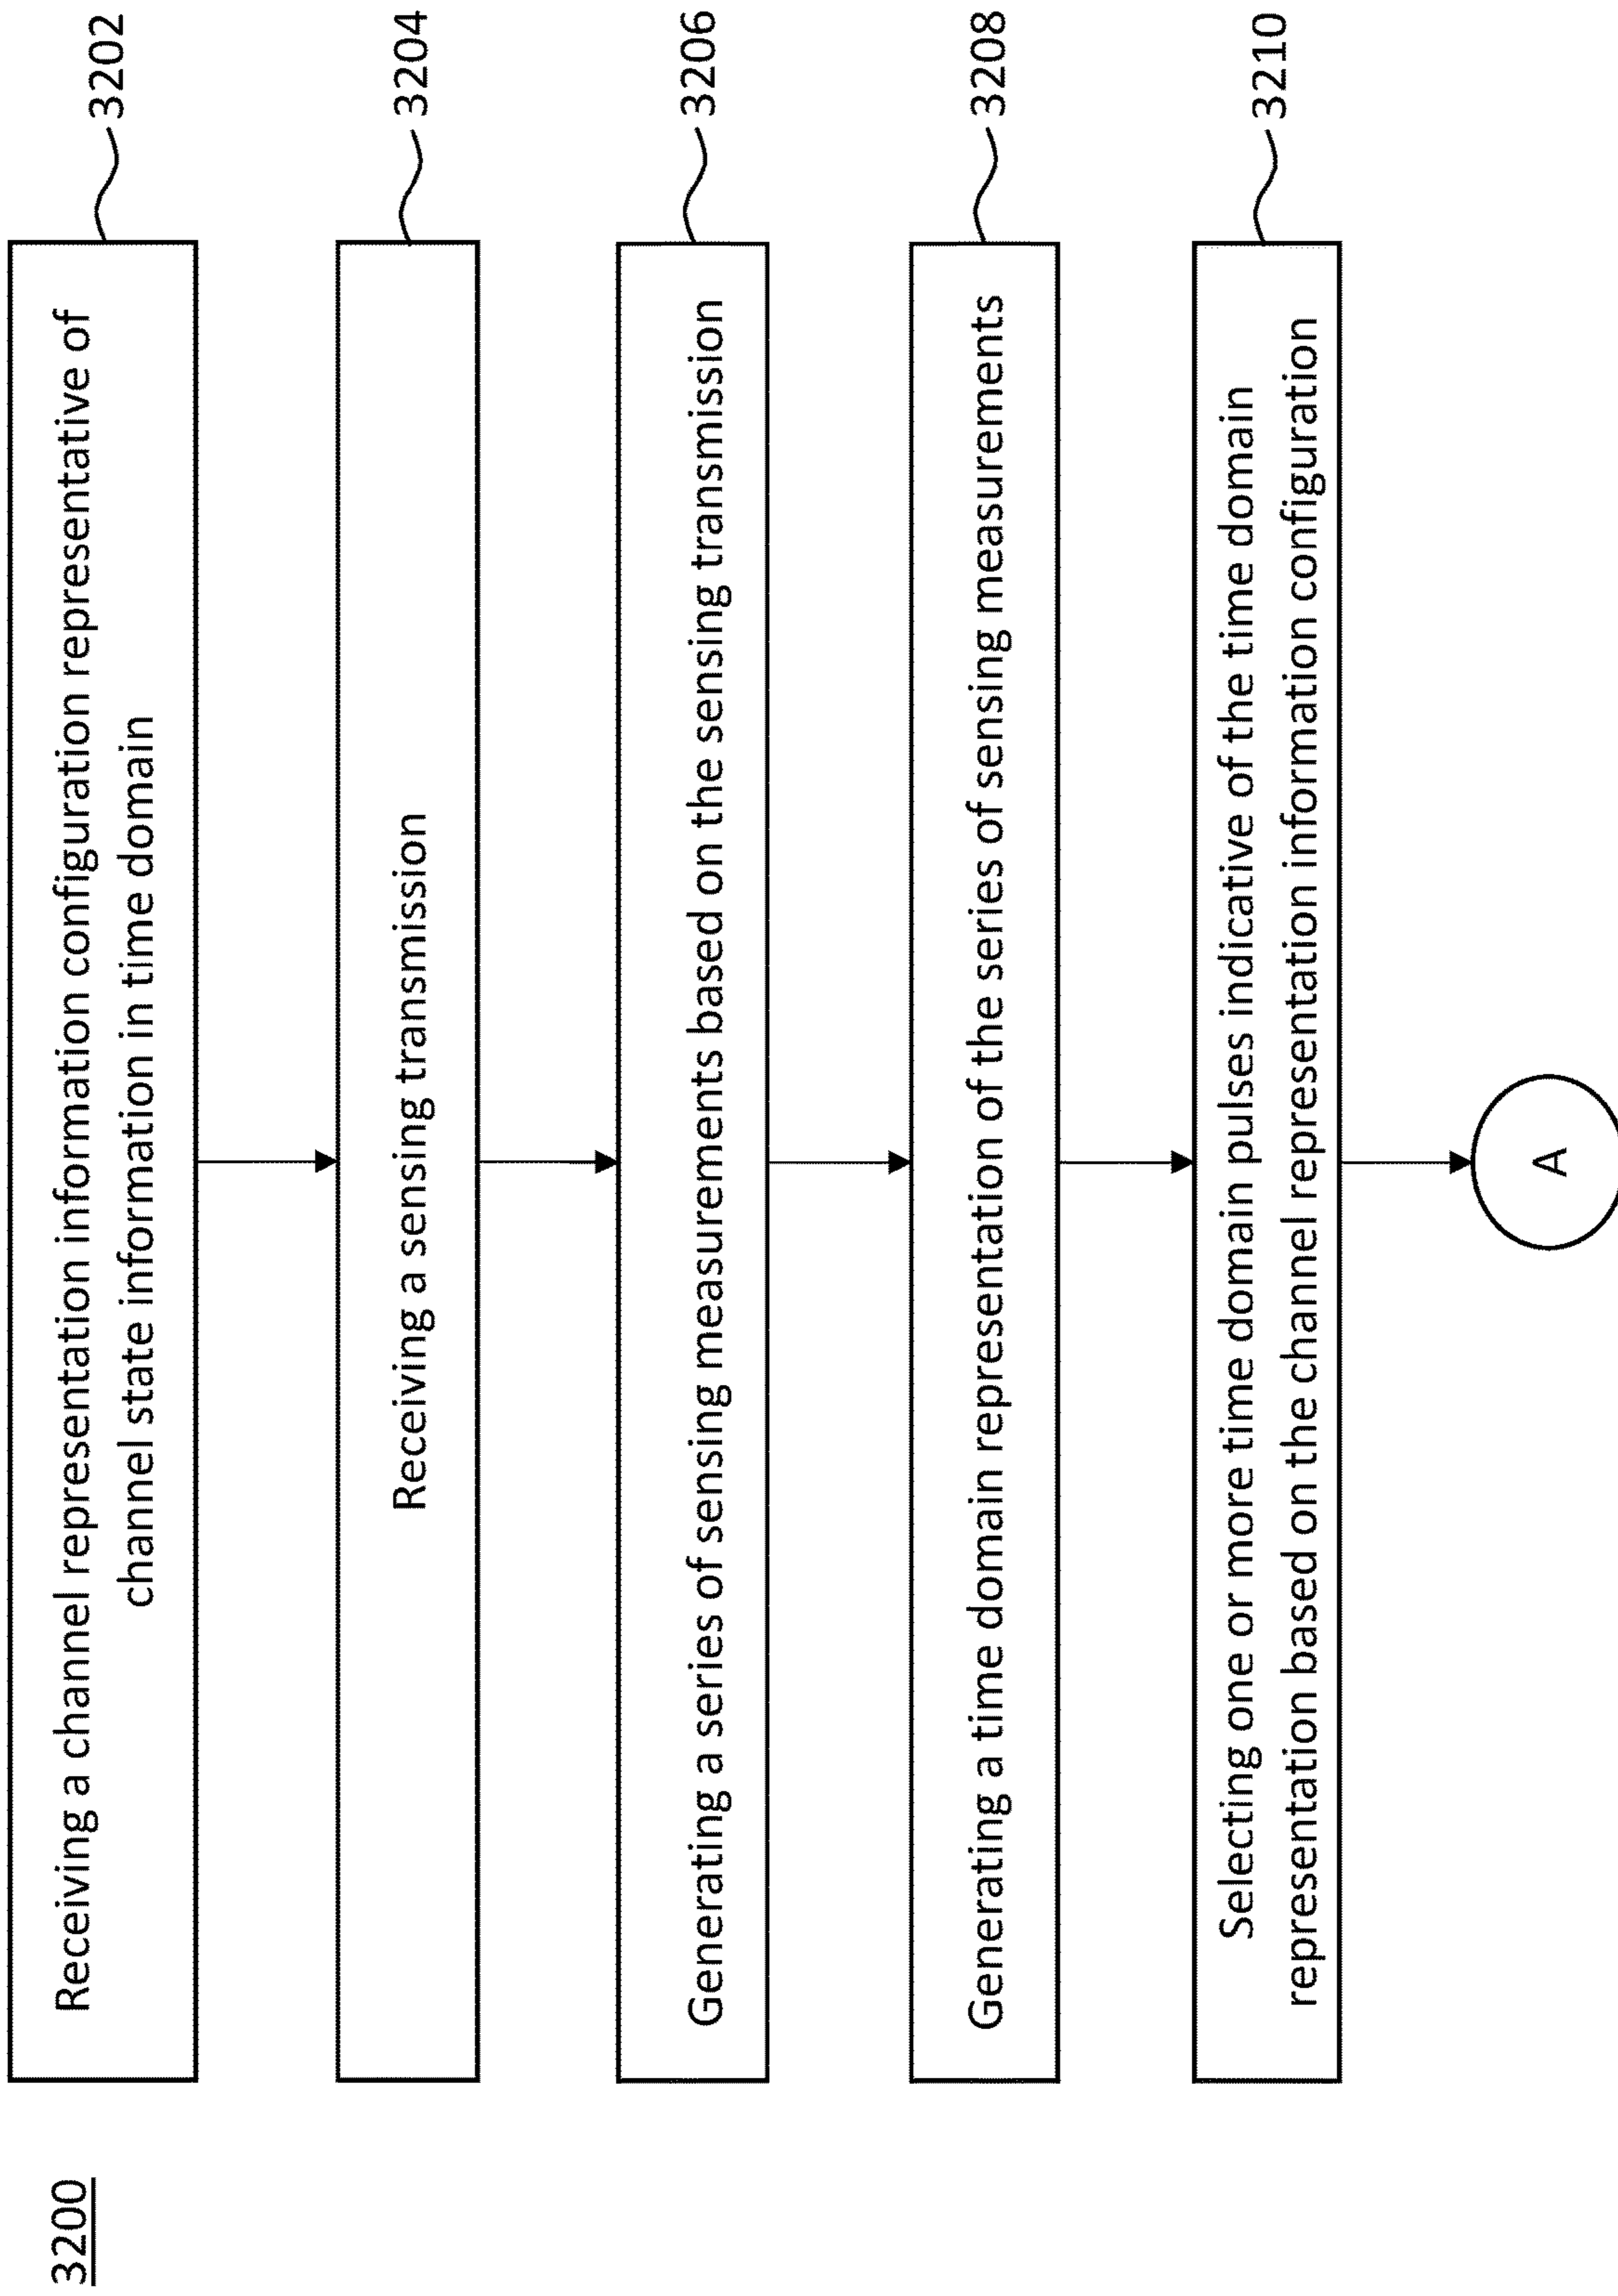 3200
Receiving a channel representation information configuration representative of
channel state information in time domain
3202
Receiving a sensing transmission
3204
Generating a series of sensing measurements based on the sensing transmission
3206
Generating a time domain representation of the series of sensing measurements
3208
Selecting one or more time domain pulses indicative of the time domain
representation based on the channel representation information configuration
3210
A